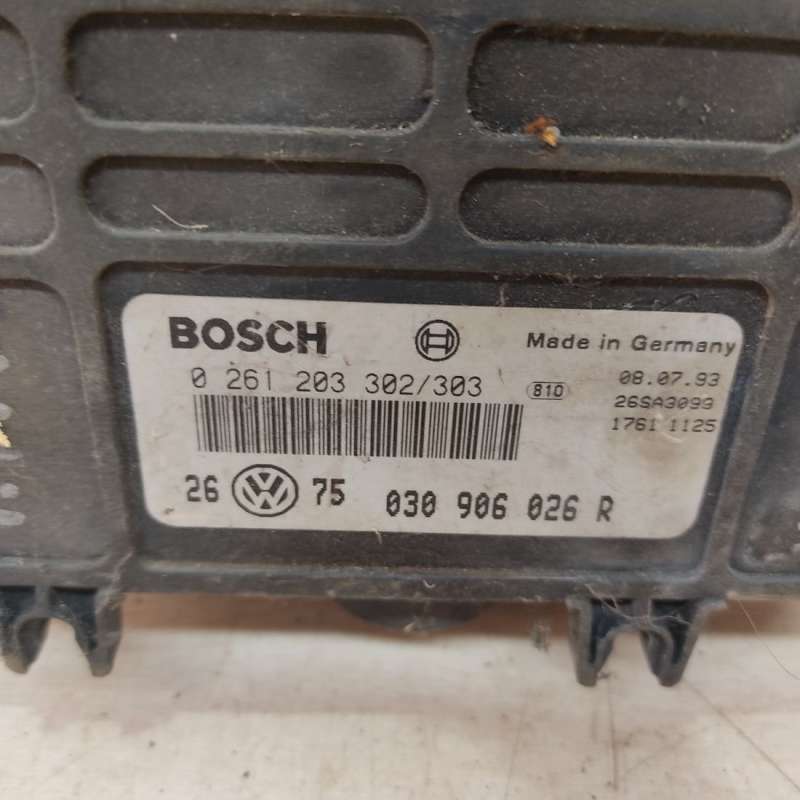 BOSCH Made in Germany
0 261 203 302/303 810 08.07.93
26SA3099
1761 1125
26 VW 75 030 906 026 R